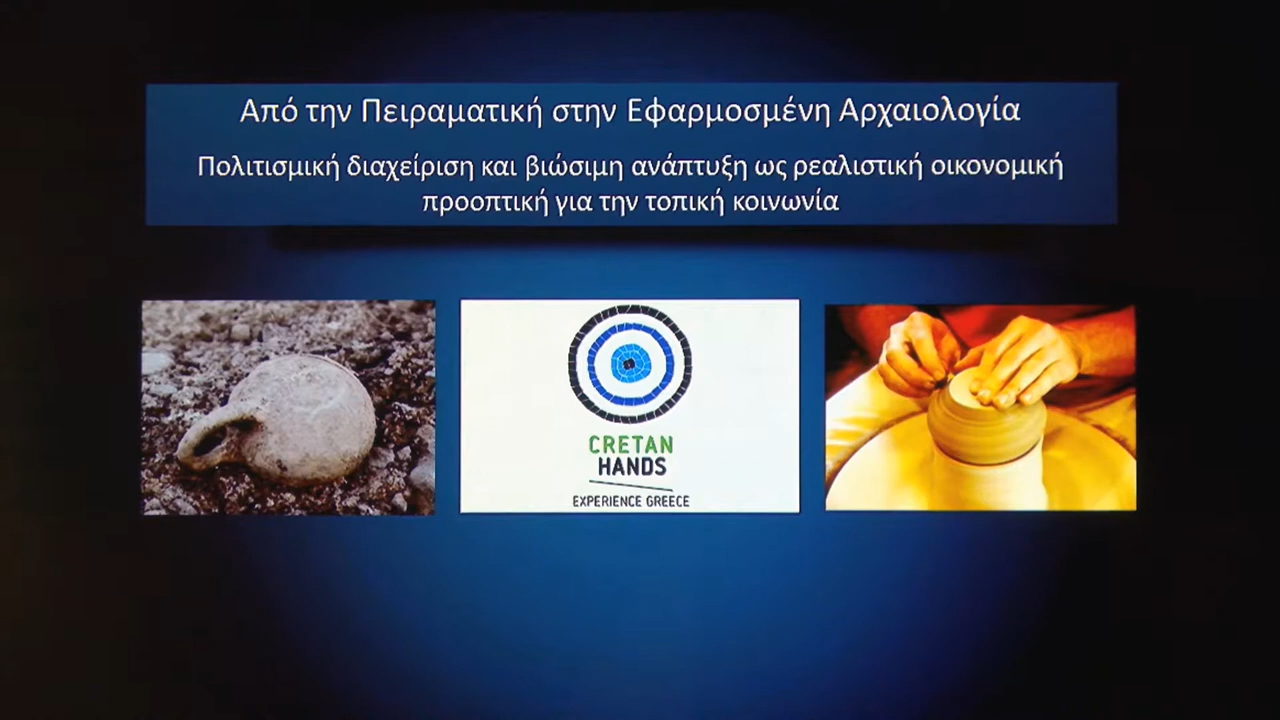 Από την Πειραματική στην Εφαρμοσμένη Αρχαιολογία
Πολιτισμική διαχείριση και βιώσιμη ανάπτυξη ως ρεαλιστική οικονομική
προοπτική για την τοπική κοινωνία
CRETAN
HANDS
EXPERIENCE GREECE